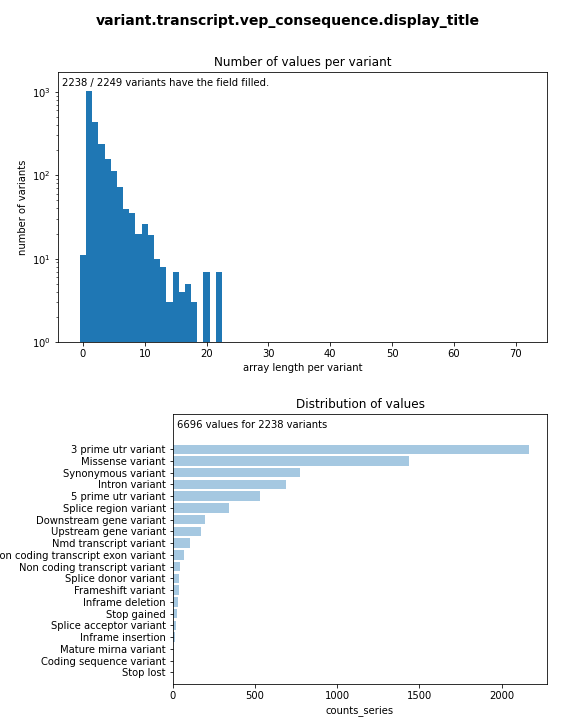 variant.transcript.vep_consequence.display_title
Number of values per variant
2238 / 2249 variants have the field filled.
10³
10²
10¹
10⁰
number of variants
0 10 20 30 40 50 60 70
array length per variant
Distribution of values
6696 values for 2238 variants
3 prime utr variant
Missense variant
Synonymous variant
Intron variant
5 prime utr variant
Splice region variant
Downstream gene variant
Upstream gene variant
Nmd transcript variant
on coding transcript exon variant
Non coding transcript variant
Splice donor variant
Frameshift variant
Inframe deletion
Stop gained
Splice acceptor variant
Inframe insertion
Mature mirna variant
Coding sequence variant
Stop lost
0 500 1000 1500 2000
counts_series